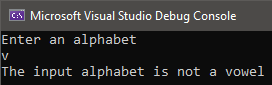 Microsoft Visual Studio Debug Console
Enter an alphabet
v
The input alphabet is not a vowel